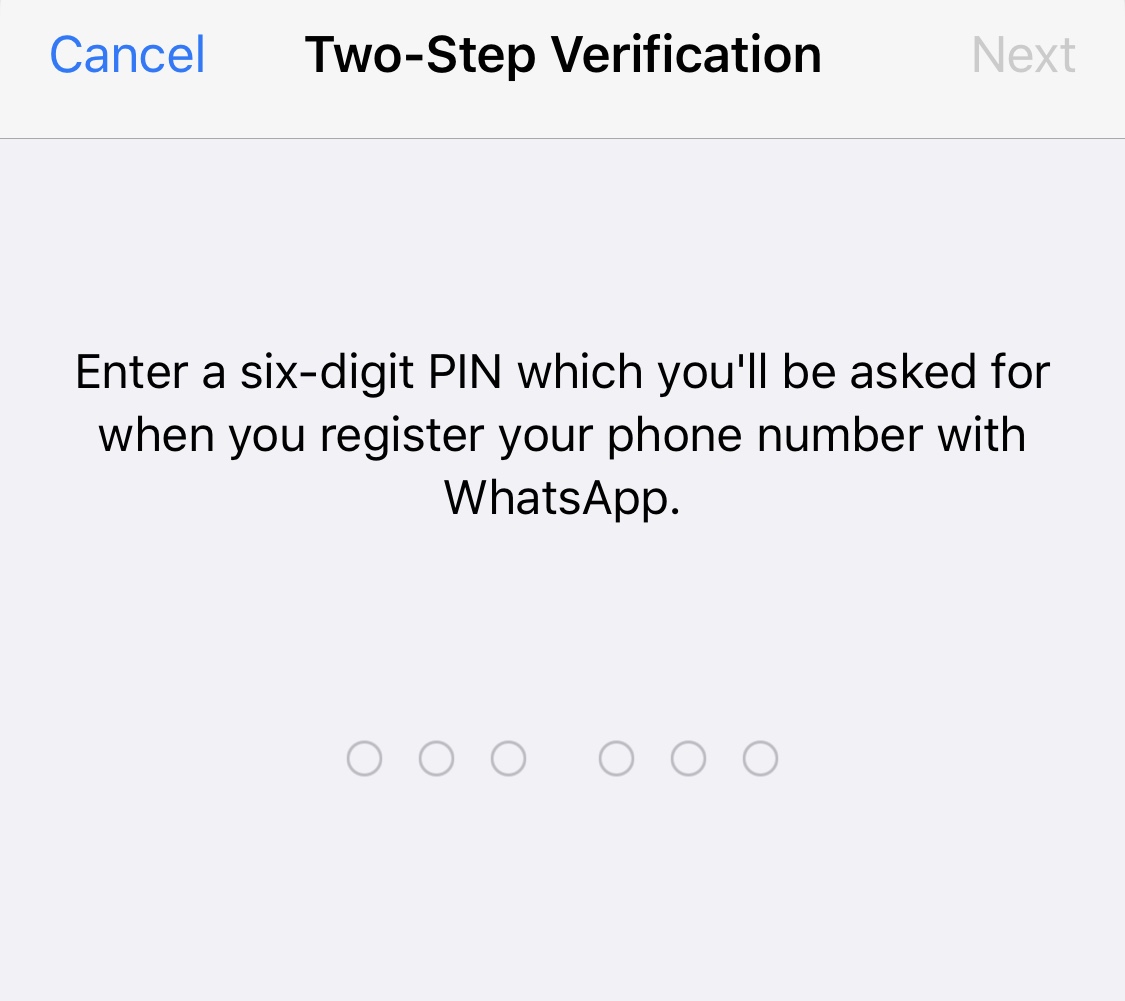 Cancel Two-Step Verification Next
Enter a six-digit PIN which you'll be asked for
when you register your phone number with
WhatsApp.